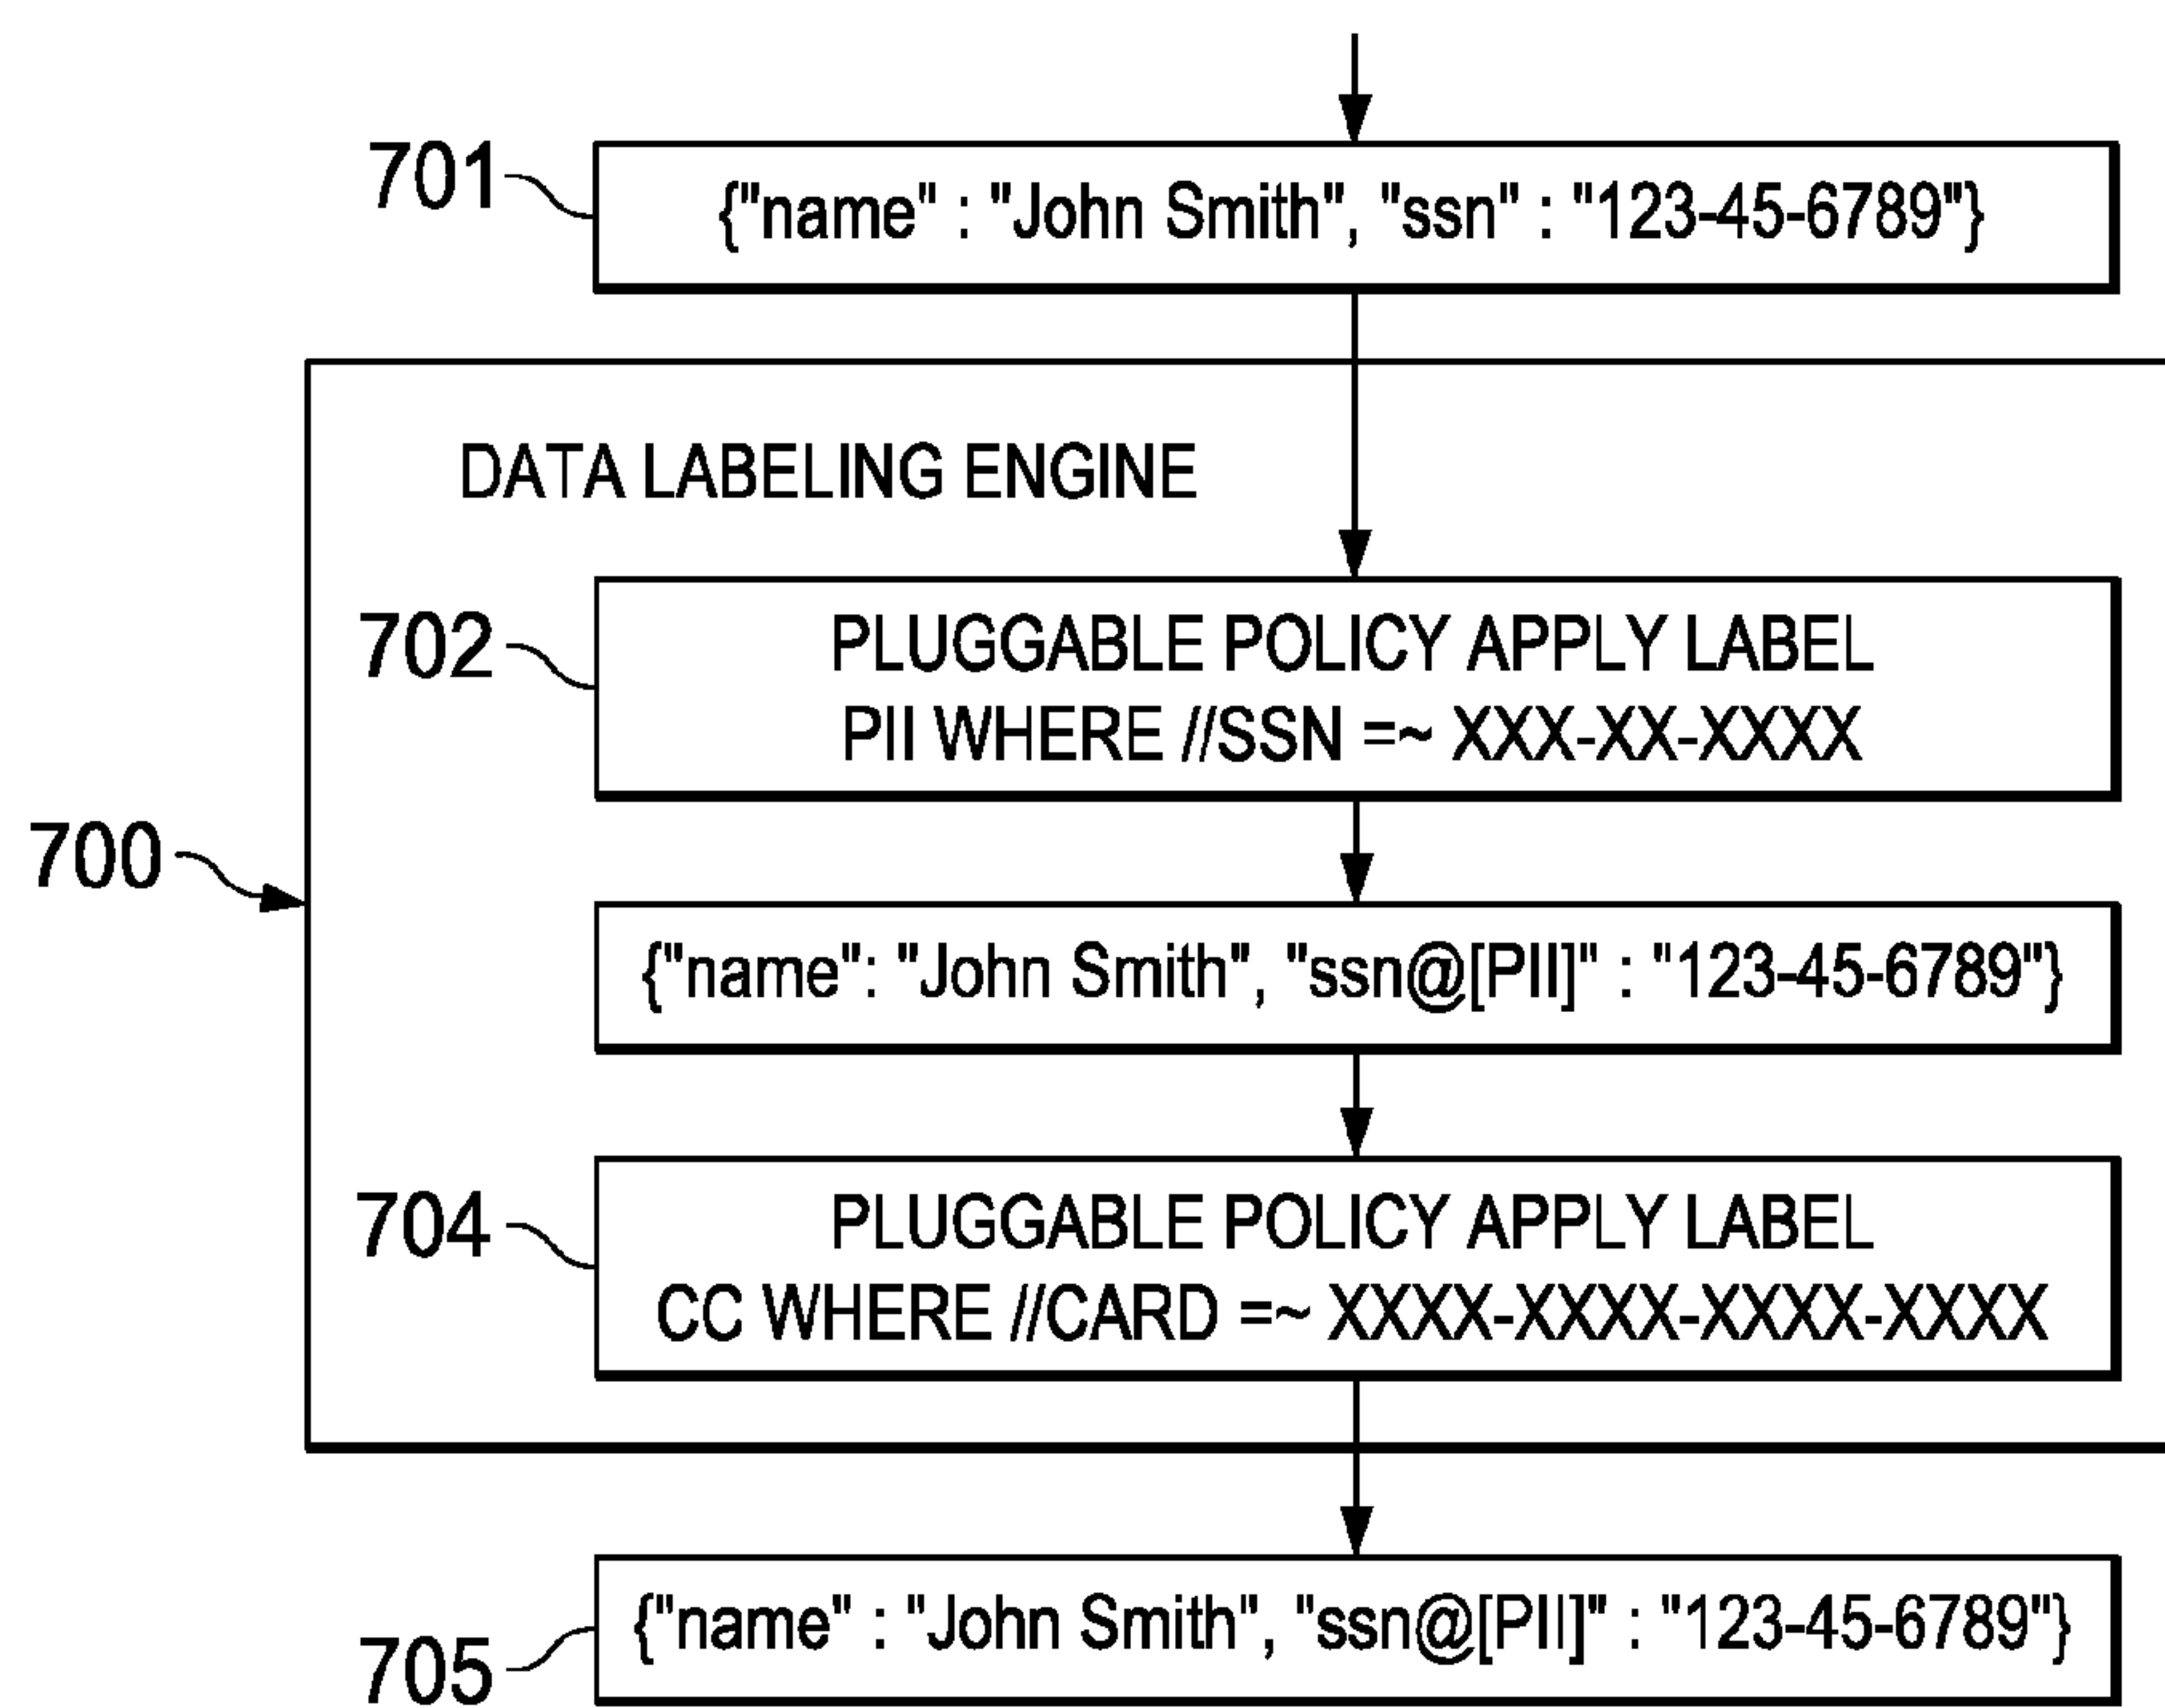 701
{"name" : "John Smith", "ssn" : "123-45-6789"}
DATA LABELING ENGINE
702
PLUGGABLE POLICY APPLY LABEL
PII WHERE //SSN =~ XXX-XX-XXXX
700
{"name": "John Smith", "ssn@[PII]" : "123-45-6789"}
704
PLUGGABLE POLICY APPLY LABEL
CC WHERE //CARD =~ XXXX-XXXX-XXXX-XXXX
{"name" : "John Smith", "ssn@[PII]" : "123-45-6789"}
705